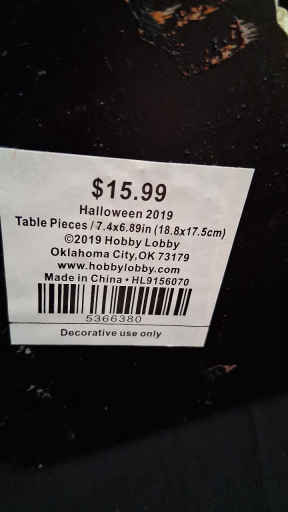 $15.99
Halloween 2019
Table Pieces / 7.4x6.89in (18.8x17.5cm)
©2019 Hobby Lobby
Oklahoma City,OK 73179
www.hobbylobby.com
Made in China • HL9156070
5366380
Decorative use only